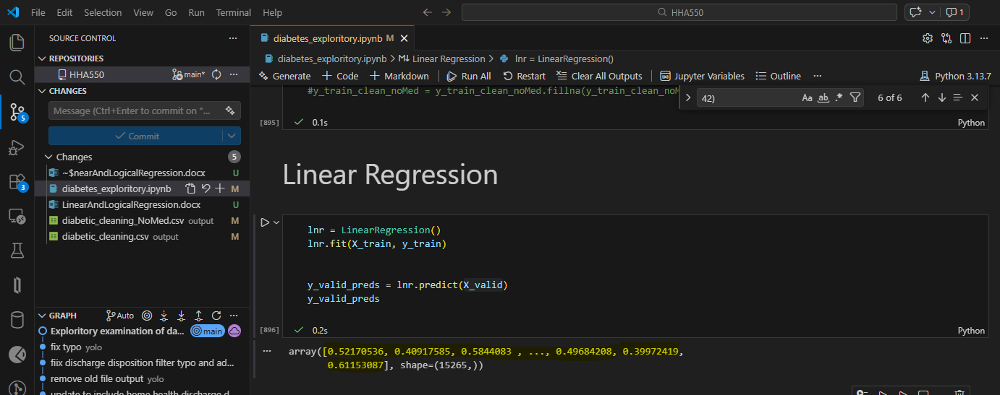 File Edit Selection View Go Run Terminal Help
HHA550
1
SOURCE CONTROL
REPOSITORIES
HHA550 main*
CHANGES
Message (Ctrl+Enter to commit on "...
Commit
Changes 5
~$nearAndLogicalRegression.docx U
diabetes_exploritory.ipynb M
LinearAndLogicalRegression.docx U
diabetic_cleaning_NoMed.csv output M
diabetic_cleaning.csv output M
GRAPH Auto
Exploritory examination of da... main
fix typo yolo
fiix discharge disposition filter typo and ad...
remove old file output yolo
update to include home health discharge d
5
3
diabetes_exploritory.ipynb M
diabetes_exploritory.ipynb > M↓ Linear Regression > lnr = LinearRegression()
Generate + Code + Markdown Run All Restart Clear All Outputs Jupyter Variables Outline ... Python 3.13.7
42) Aa ab .* 6 of 6
#y_train_clean_noMed = y_train_clean_noMed.fillna(y_train_clean_noM
[895] 0.1s Python
Linear Regression
lnr = LinearRegression()
lnr.fit(X_train, y_train)
y_valid_preds = lnr.predict(X_valid)
y_valid_preds
[896] 0.2s Python
array([0.52170536, 0.40917585, 0.5844083 , ..., 0.49684208, 0.39972419,
0.61153087], shape=(15265,))